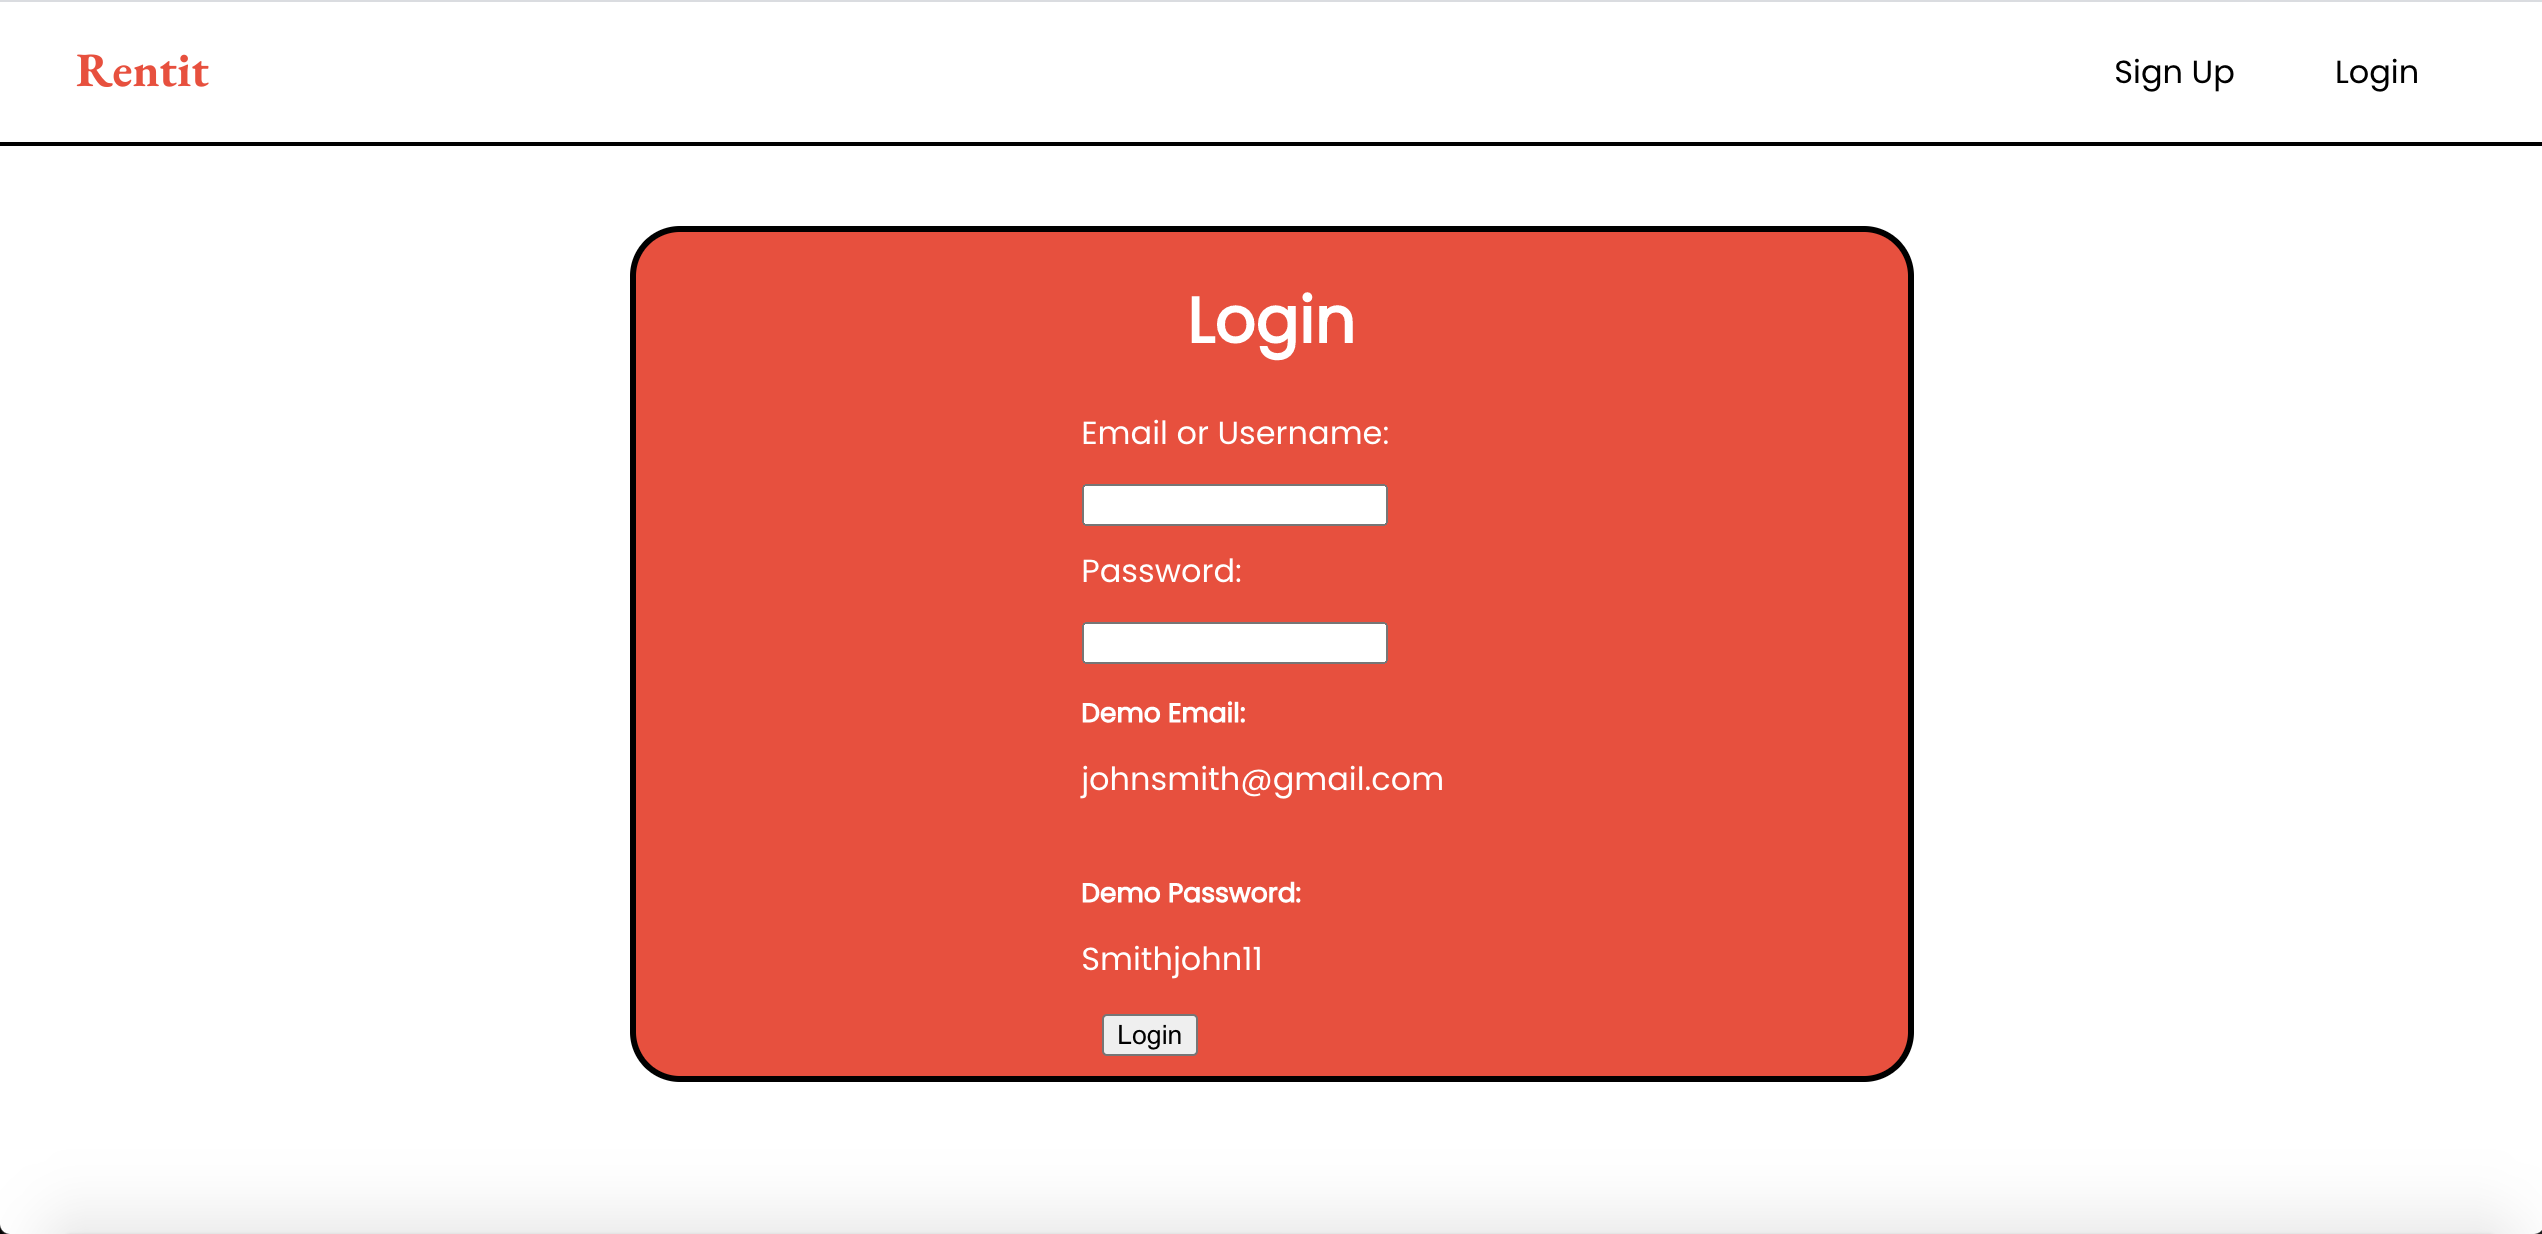 Rentit
Sign Up
Login
Login
Email or Username:
Password:
Demo Email:
johnsmith@gmail.com
Demo Password:
Smithjohn11
Login